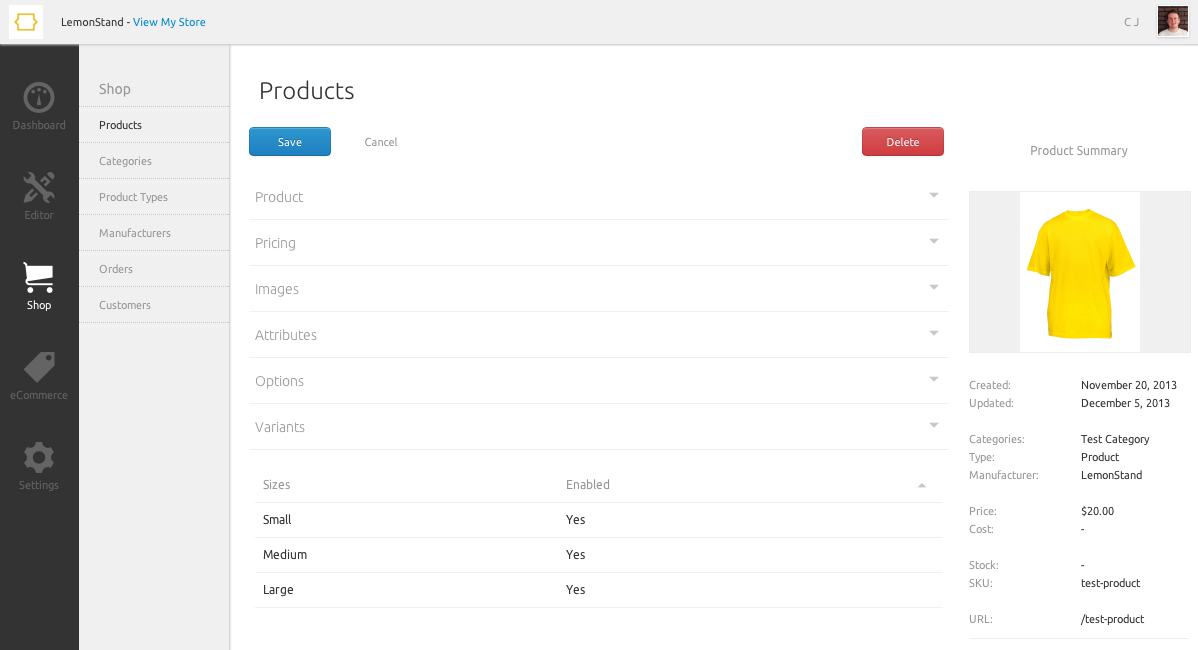 LemonStand - View My Store
C J
Dashboard
Editor
Shop
eCommerce
Settings
Shop
Products
Categories
Product Types
Manufacturers
Orders
Customers
Products
Save
Cancel
Delete
Product
Pricing
Images
Attributes
Options
Variants
Sizes Enabled
Small Yes
Medium Yes
Large Yes
Product Summary
Created: November 20, 2013
Updated: December 5, 2013
Categories: Test Category
Type: Product
Manufacturer: LemonStand
Price: $20.00
Cost: -
Stock: -
SKU: test-product
URL: /test-product